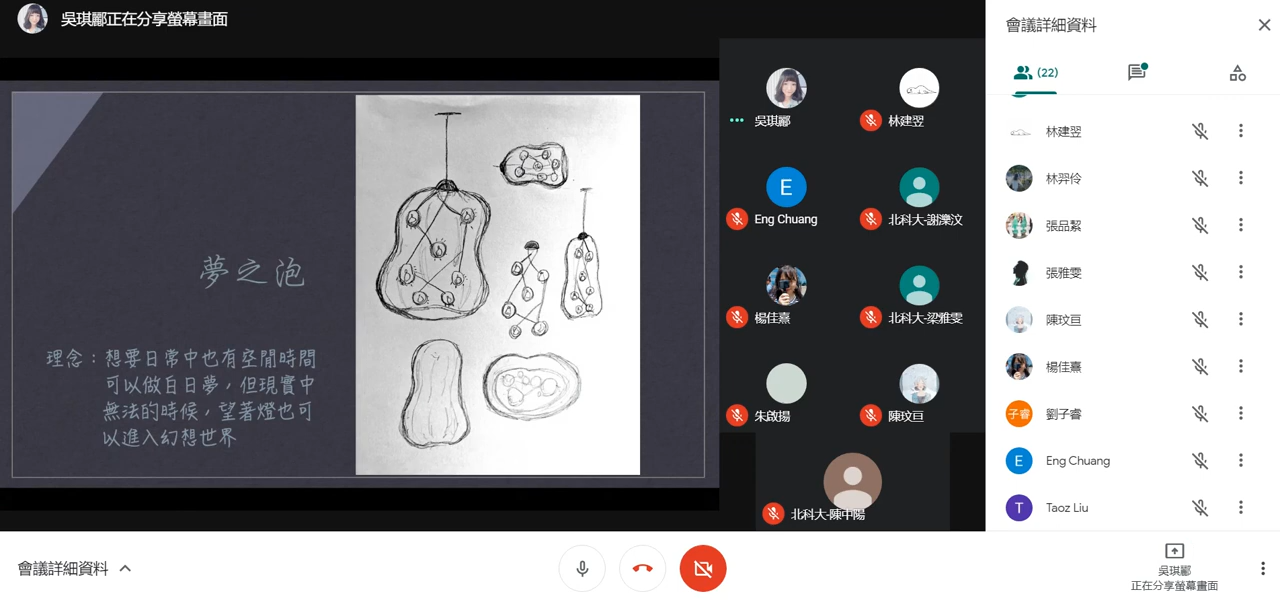 吳琪郦正在分享螢幕畫面
夢之泡
理念：想要日常中也有空閒時間
可以做白日夢，但現實中
無法的時候，望著燈也可
以進入幻想世界
吳琪郦
林建翌
Eng Chuang
北科大-謝濼汶
楊佳熹
北科大-梁雅雯
朱啟揚
陳玟亘
北科大-陳中陽
會議詳細資料
(22)
林建翌
林羿伶
張品絜
張雅雯
陳玟亘
楊佳熹
子睿
劉子睿
E
Eng Chuang
T
Taoz Liu
會議詳細資料
吳琪郦
正在分享螢幕畫面